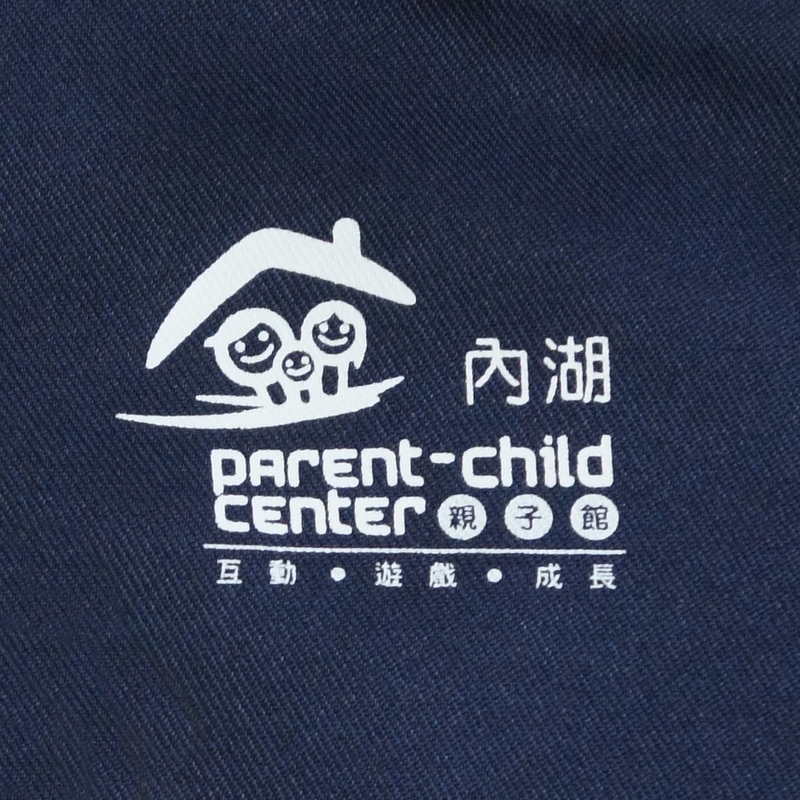 內湖
parent-child
center 親子館
互動•遊戲•成長